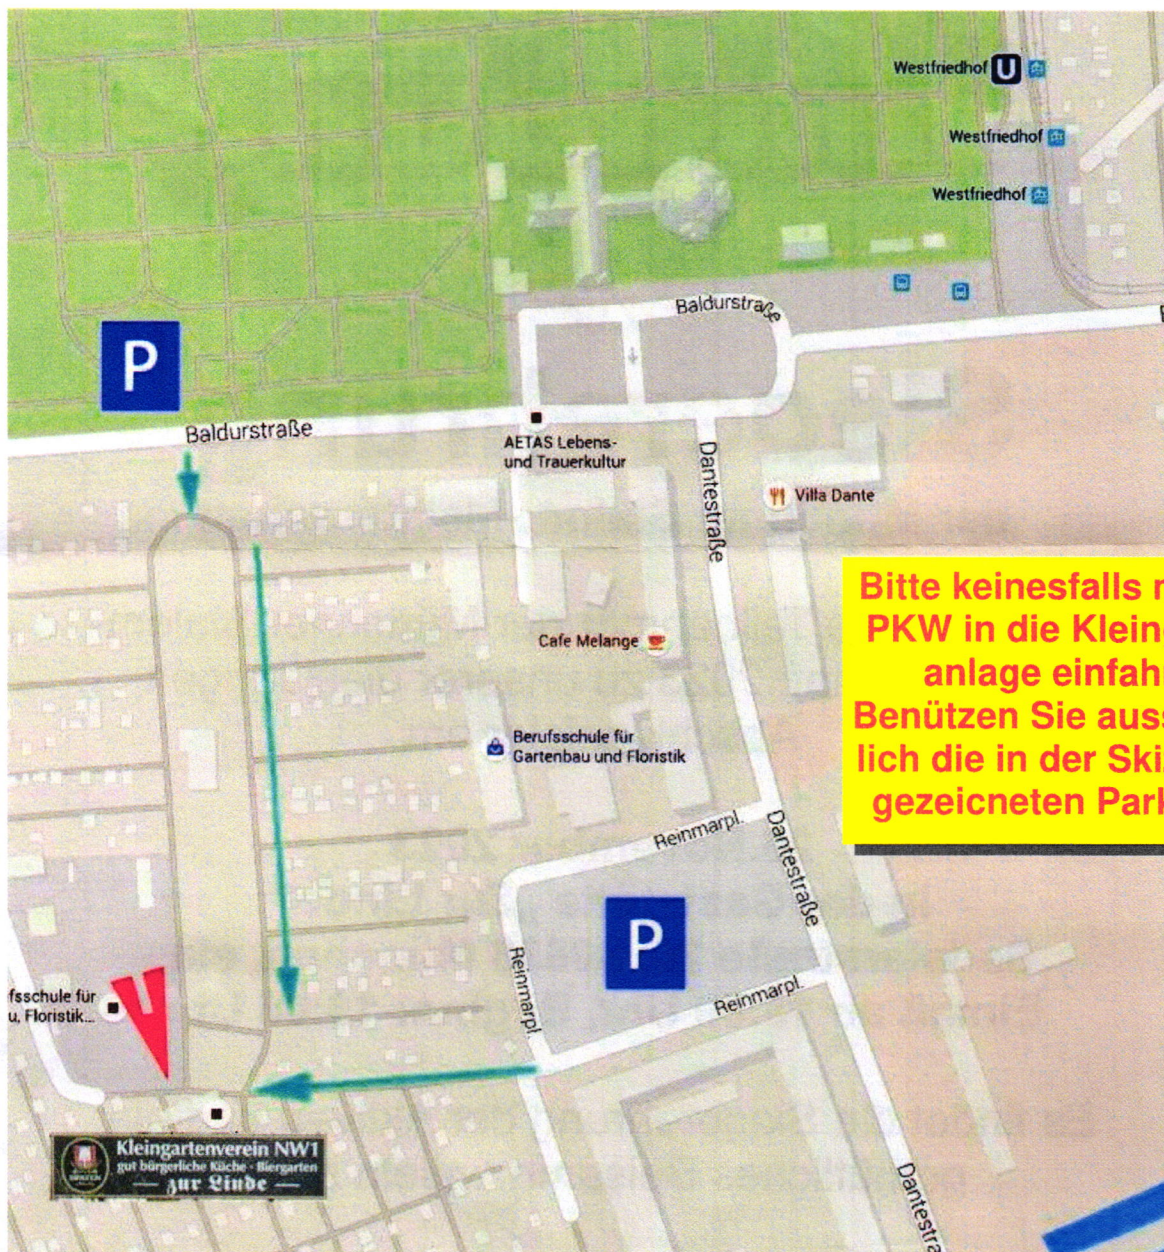 Westfriedhof U
Westfriedhof
Westfriedhof
Baldurstraße
P
Baldurstraße
AETAS Lebens-
und Trauerkultur
Dantestraße
Villa Dante
Bitte keinesfalls
PKW in die Klein
anlage einfah
Benützen Sie auss
lich die in der Ski
gezeicneten Park
Cafe Melange
Berufsschule für
Gartenbau und Floristik
Reinmarpl.
Dantestraße
P
Reinmarpl.
Reinmarpl.
fsschule für
u, Floristik...
Kleingartenverein NW1
gut bürgerliche Küche · Biergarten
— zur Linde —
SPATEN
Dantestra